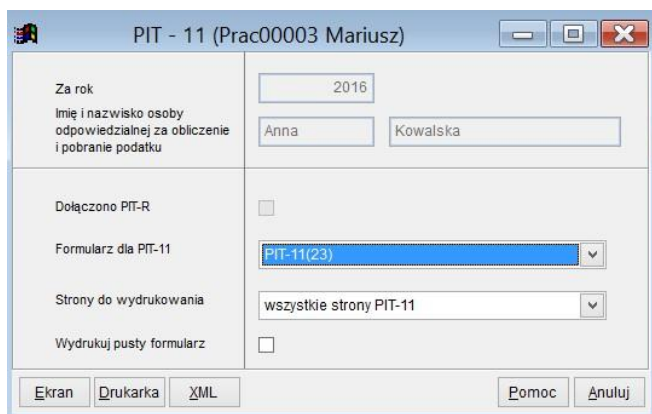 PIT - 11 (Prac00003 Mariusz)
Za rok
2016
Imię i nazwisko osoby
odpowiedzialnej za obliczenie
i pobranie podatku
Anna
Kowalska
Dołączono PIT-R
Formularz dla PIT-11
PIT-11(23)
Strony do wydrukowania
wszystkie strony PIT-11
Wydrukuj pusty formularz
Ekran Drukarka XML Pomoc Anuluj